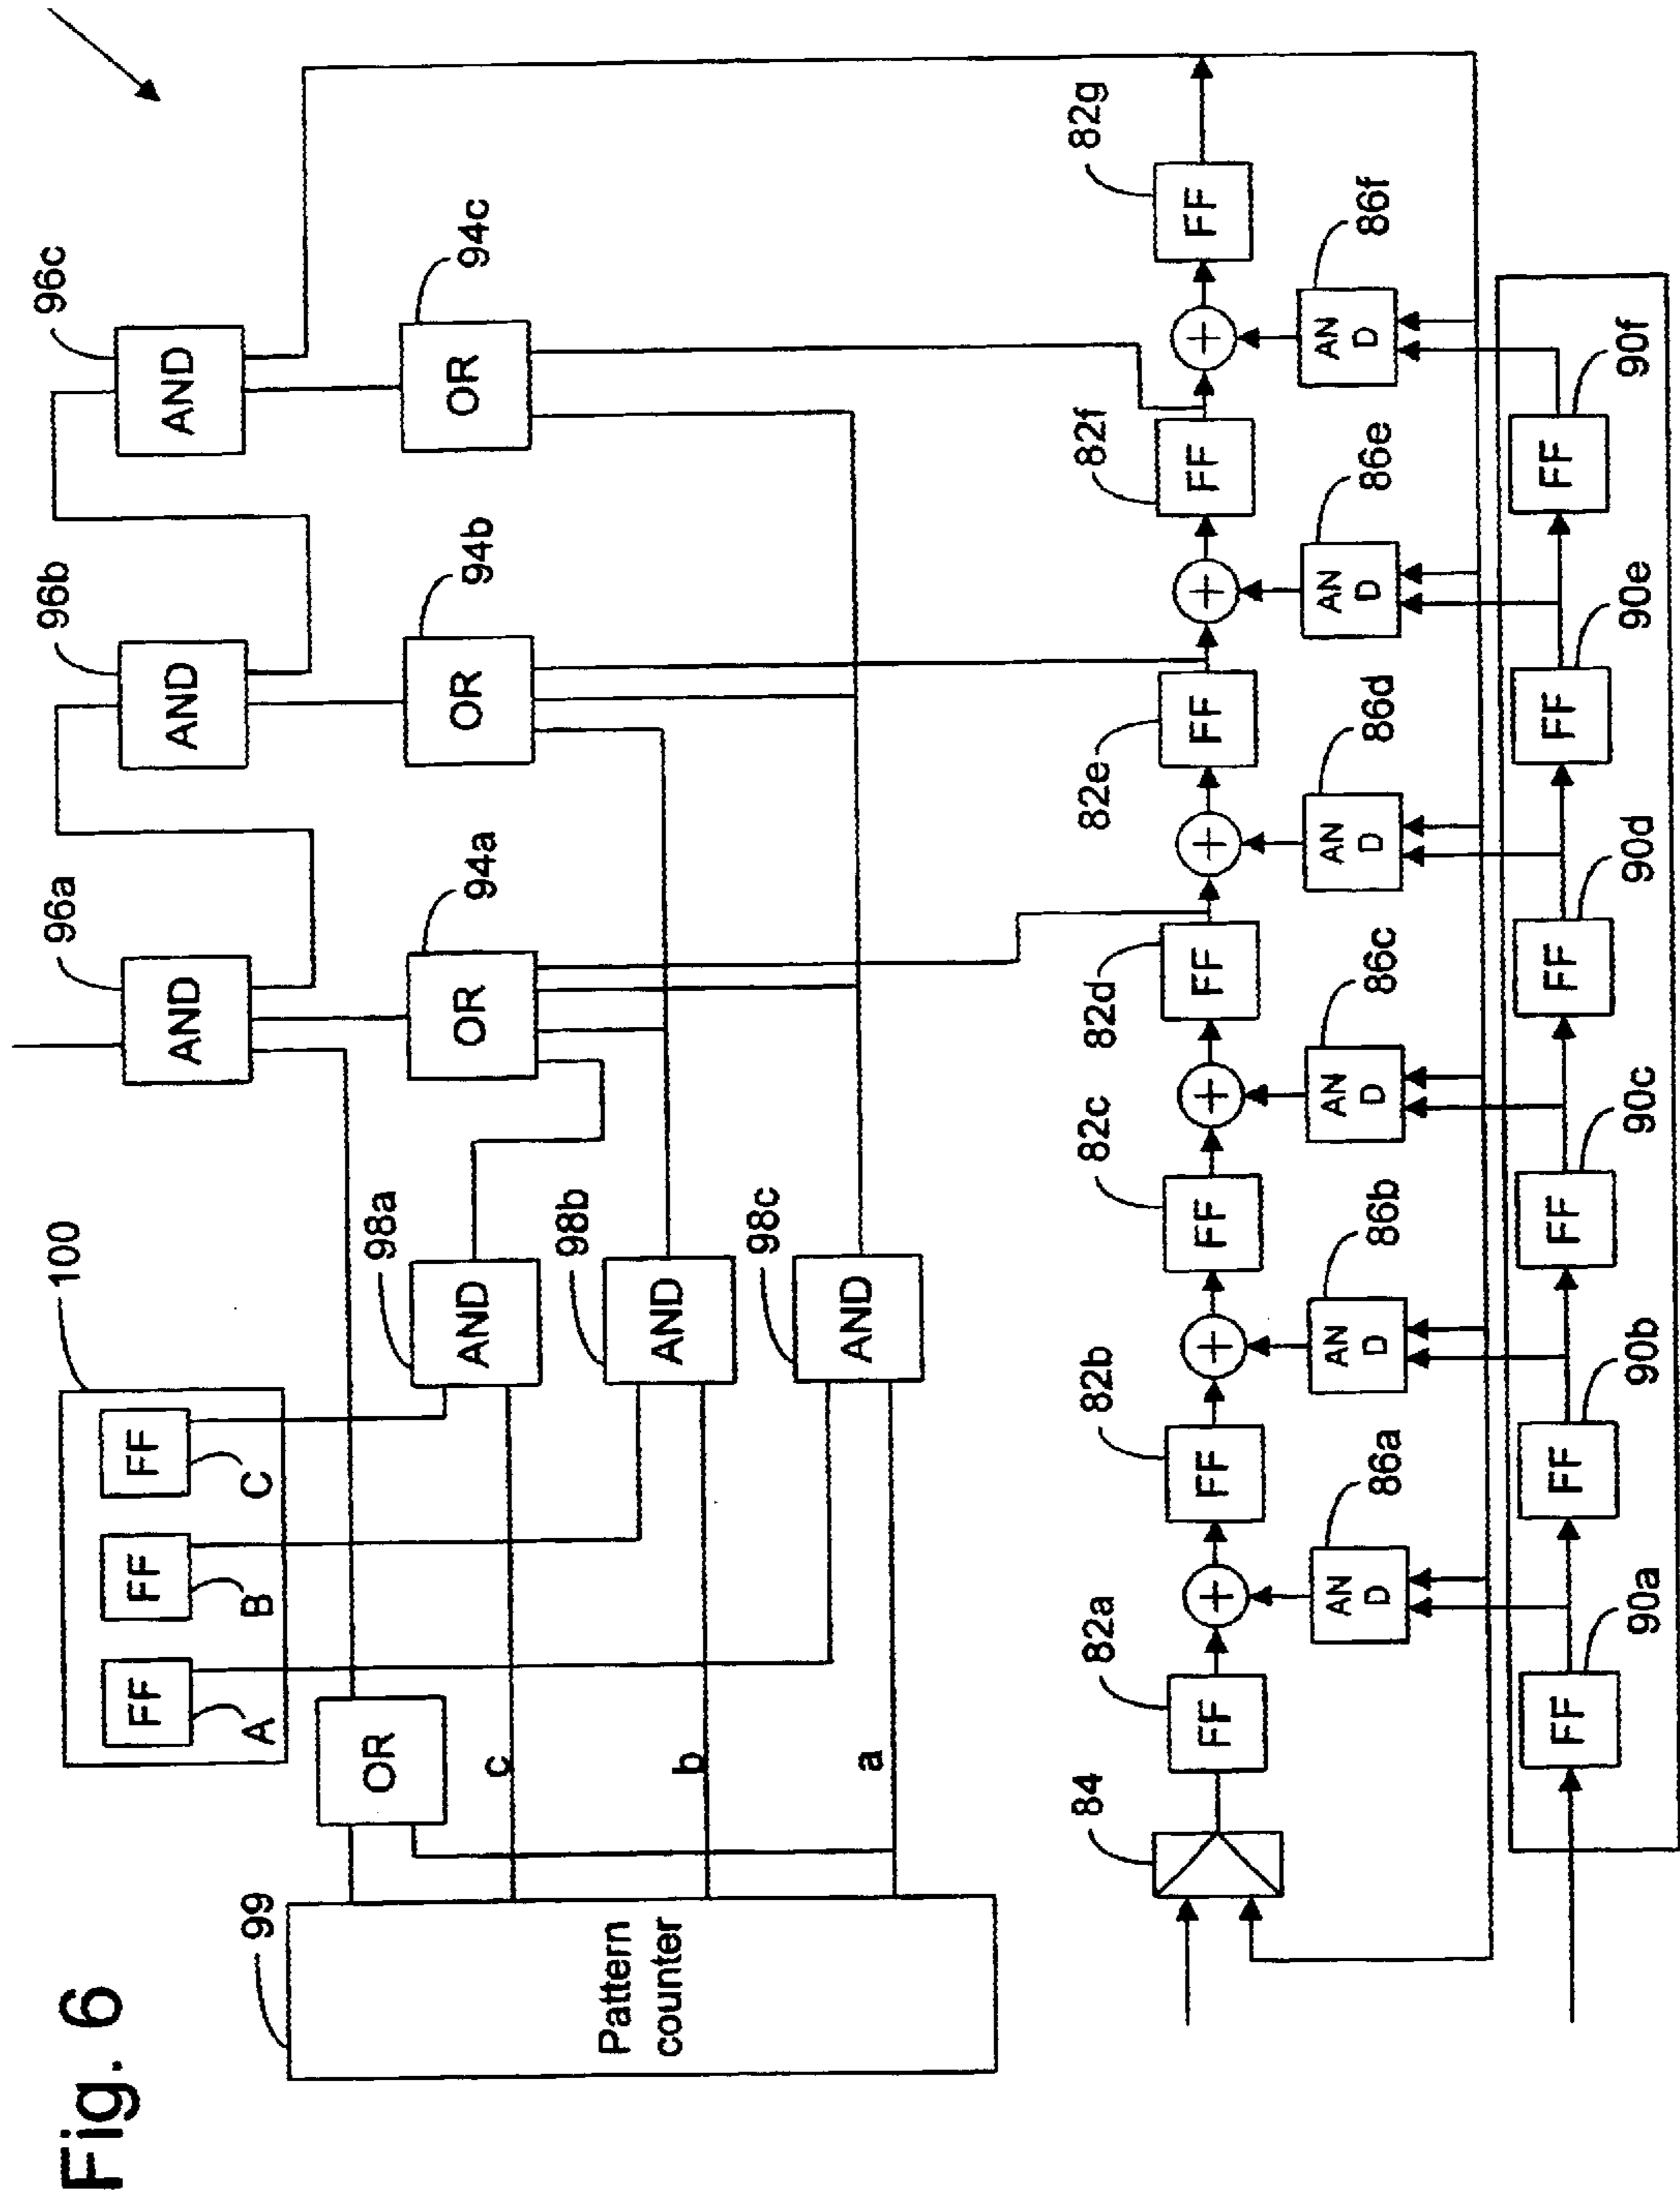 Fig. 6
99
Pattern
counter
100
FF
FF
FF
A
B
C
OR
c
b
a
98a
AND
98b
AND
98c
AND
96a
AND
96b
AND
96c
AND
94a
OR
94b
OR
94c
OR
84
82a
FF
82b
FF
82c
FF
82d
FF
82e
FF
82f
FF
82g
FF
+
+
+
+
+
+
AN
D
86a
AN
D
86b
AN
D
86c
AN
D
86d
AN
D
86e
AN
D
86f
FF
90a
FF
90b
FF
90c
FF
90d
FF
90e
FF
90f